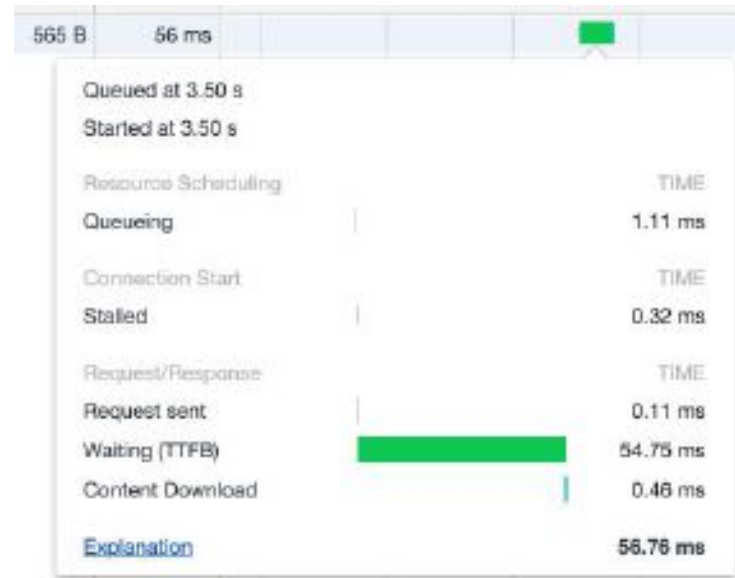 565 B 56 ms
Queued at 3.50 s
Started at 3.50 s
Resource Scheduling TIME
Queueing 1.11 ms
Connection Start TIME
Stalled 0.32 ms
Request/Response TIME
Request sent 0.11 ms
Waiting (TTFB) 54.75 ms
Content Download 0.46 ms
Explanation 56.76 ms